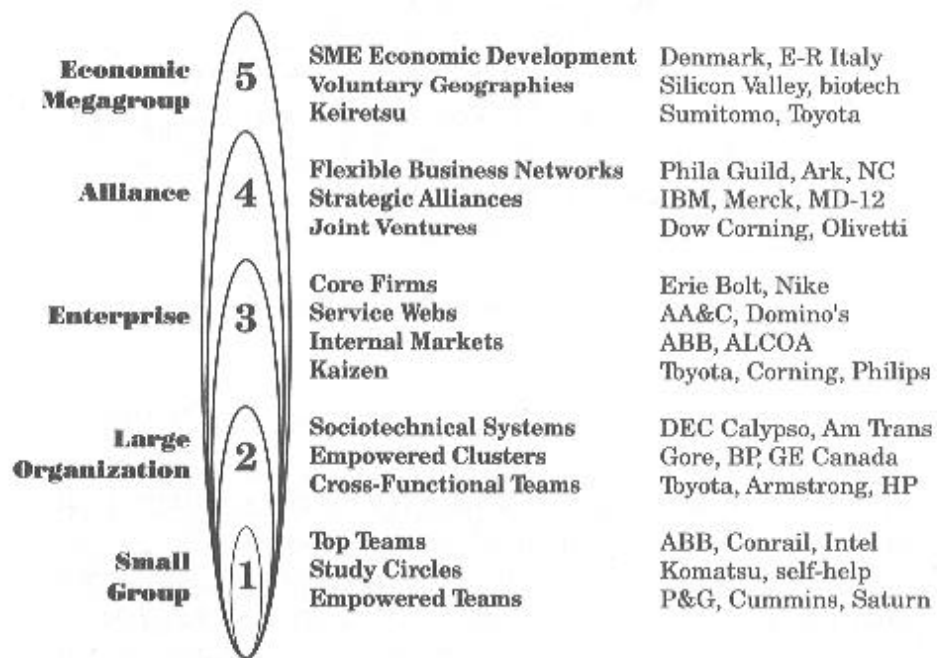 Economic Megagroup
5
SME Economic Development Denmark, E-R Italy
Voluntary Geographies Silicon Valley, biotech
Keiretsu Sumitomo, Toyota
Alliance
4
Flexible Business Networks Phila Guild, Ark, NC
Strategic Alliances IBM, Merck, MD-12
Joint Ventures Dow Corning, Olivetti
Enterprise
3
Core Firms Erie Bolt, Nike
Service Webs AA&C, Domino's
Internal Markets ABB, ALCOA
Kaizen Toyota, Corning, Philips
Large
Organization
2
Sociotechnical Systems DEC Calypso, Am Trans
Empowered Clusters Gore, BP, GE Canada
Cross-Functional Teams Toyota, Armstrong, HP
Small
Group
1
Top Teams ABB, Conrail, Intel
Study Circles Komatsu, self-help
Empowered Teams P&G, Cummins, Saturn